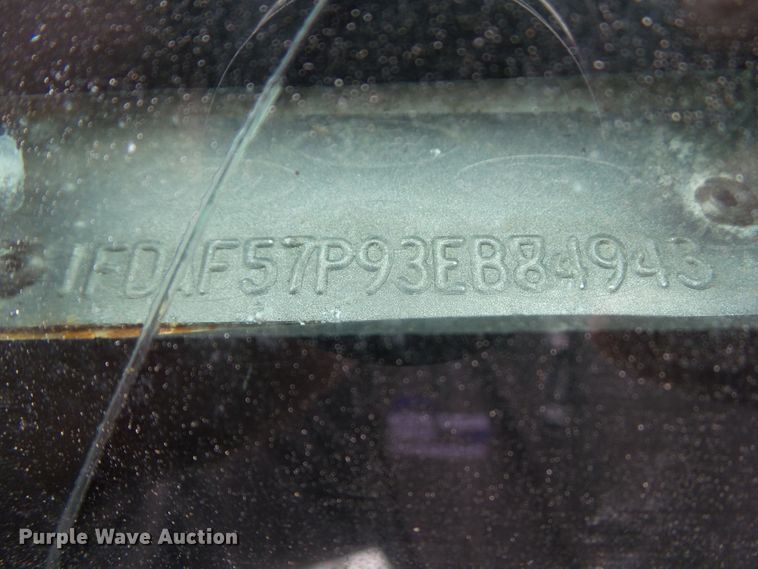 1FDAF57P93EB84943
Purple Wave Auction